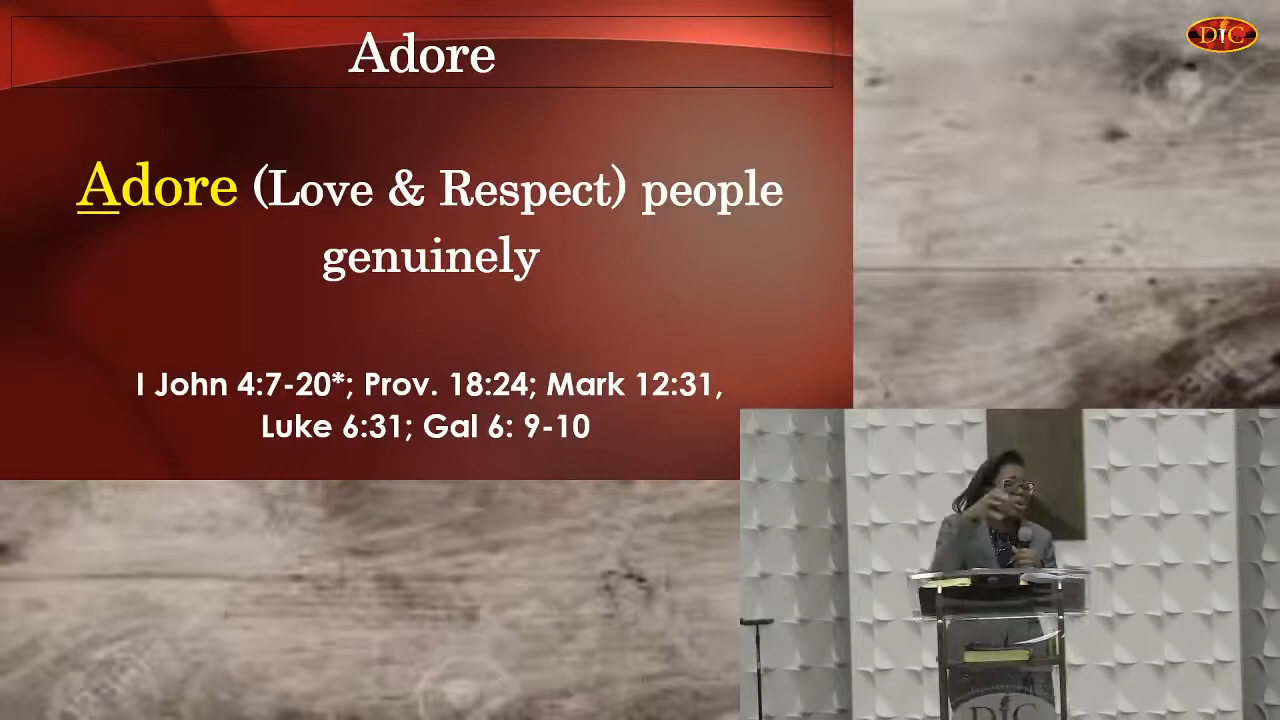 Adore
DIC
Adore (Love & Respect) people
genuinely
I John 4:7-20*; Prov. 18:24; Mark 12:31,
Luke 6:31; Gal 6: 9-10
DIC